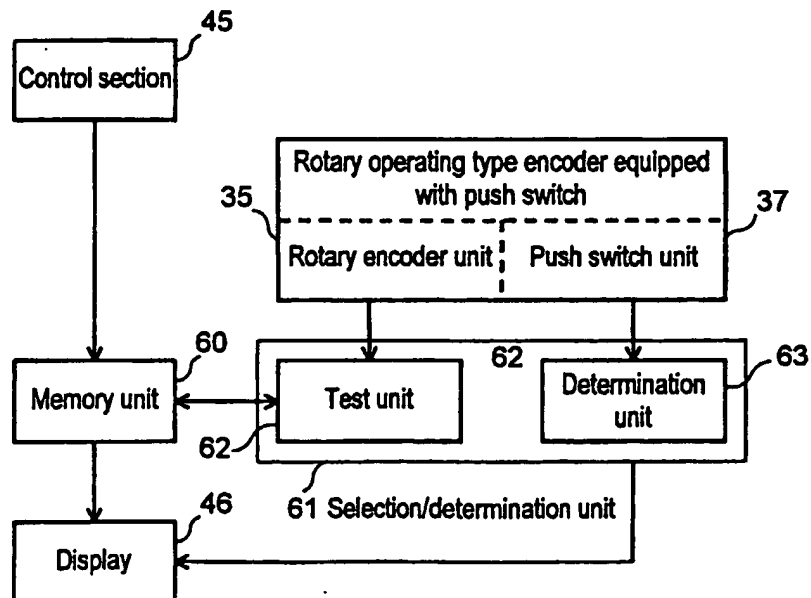 45
Control section
Rotary operating type encoder equipped
with push switch
35
37
Rotary encoder unit
Push switch unit
60
62
63
Memory unit
Test unit
Determination
unit
62
61 Selection/determination unit
46
Display